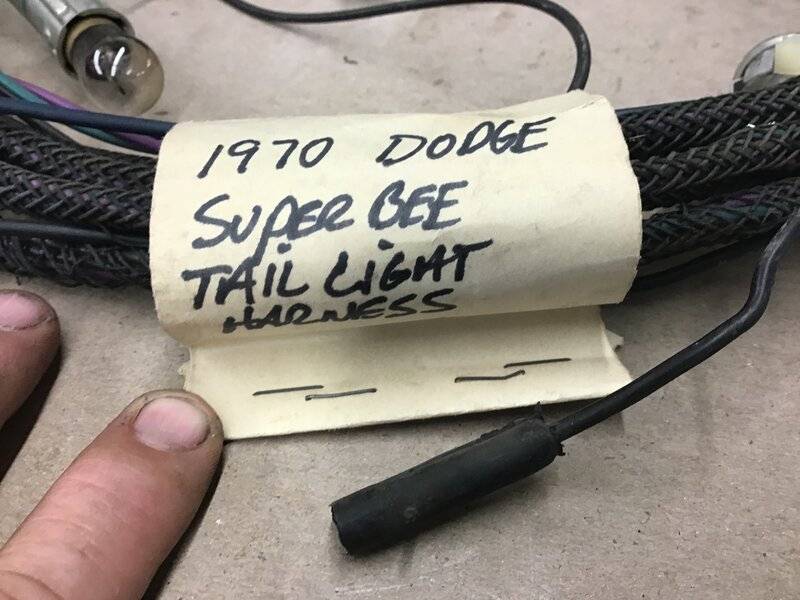 1970 DODGE
SUPER BEE
TAIL LIGHT
HARNESS